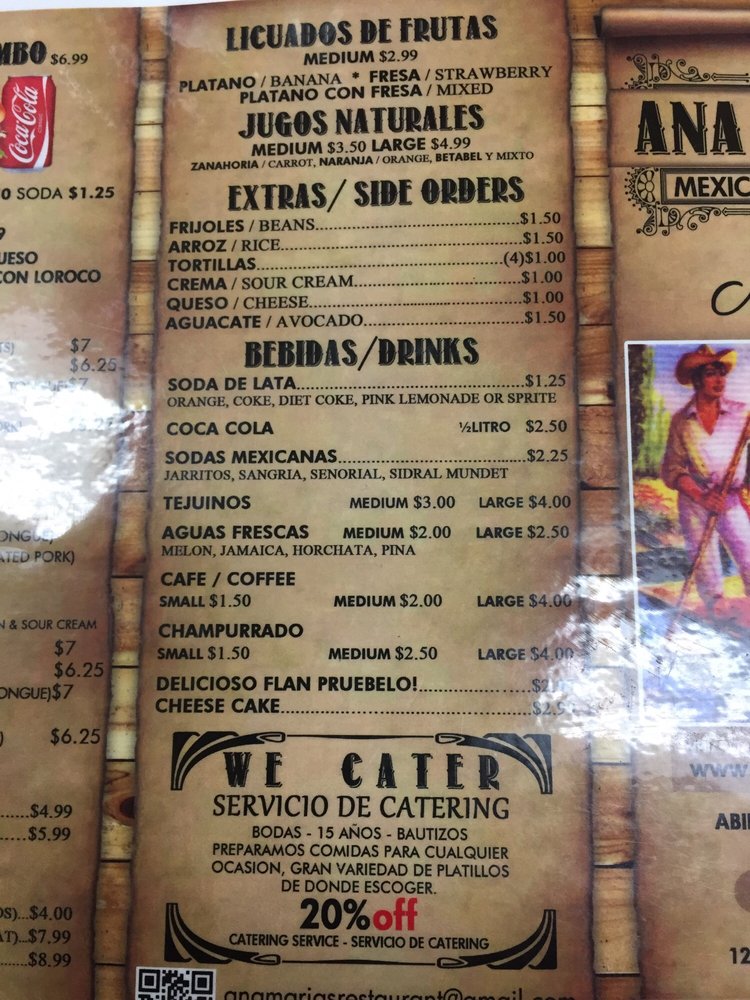 MBO $6.99
Coca-Cola
SODA $1.25
UESO
CON LOROCO
$7
$6.25
$7
ONGUE)
ATED PORK)
N & SOUR CREAM
$7
$6.25
ONGUE)$7
$6.25
....$4.99
.....$5.99
OS)...$4.00
AT)...$7.99
.....$8.99
LICUADOS DE FRUTAS
MEDIUM $2.99
PLATANO / BANANA * FRESA / STRAWBERRY
PLATANO CON FRESA / MIXED
JUGOS NATURALES
MEDIUM $3.50 LARGE $4.99
ZANAHORIA / CARROT, NARANJA / ORANGE, BETABEL Y MIXTO
EXTRAS/ SIDE ORDERS
FRIJOLES / BEANS....................$1.50
ARROZ / RICE....................$1.50
TORTILLAS....................(4)$1.00
CREMA / SOUR CREAM....................$1.00
QUESO / CHEESE....................$1.00
AGUACATE / AVOCADO....................$1.50
BEBIDAS/DRINKS
SODA DE LATA....................$1.25
ORANGE, COKE, DIET COKE, PINK LEMONADE OR SPRITE
COCA COLA ½LITRO $2.50
SODAS MEXICANAS....................$2.25
JARRITOS, SANGRIA, SENORIAL, SIDRAL MUNDET
TEJUINOS MEDIUM $3.00 LARGE $4.00
AGUAS FRESCAS MEDIUM $2.00 LARGE $2.50
MELON, JAMAICA, HORCHATA, PINA
CAFE / COFFEE
SMALL $1.50 MEDIUM $2.00 LARGE $4.00
CHAMPURRADO
SMALL $1.50 MEDIUM $2.50 LARGE $4.00
DELICIOSO FLAN PRUEBELO!....................
CHEESE CAKE....................
WE CATER
SERVICIO DE CATERING
BODAS - 15 AÑOS - BAUTIZOS
PREPARAMOS COMIDAS PARA CUALQUIER
OCASION, GRAN VARIEDAD DE PLATILLOS
DE DONDE ESCOGER.
20%off
CATERING SERVICE - SERVICIO DE CATERING
anamariasrestaurant@gmail.com
ANA
MEXIC
www
ABI
12